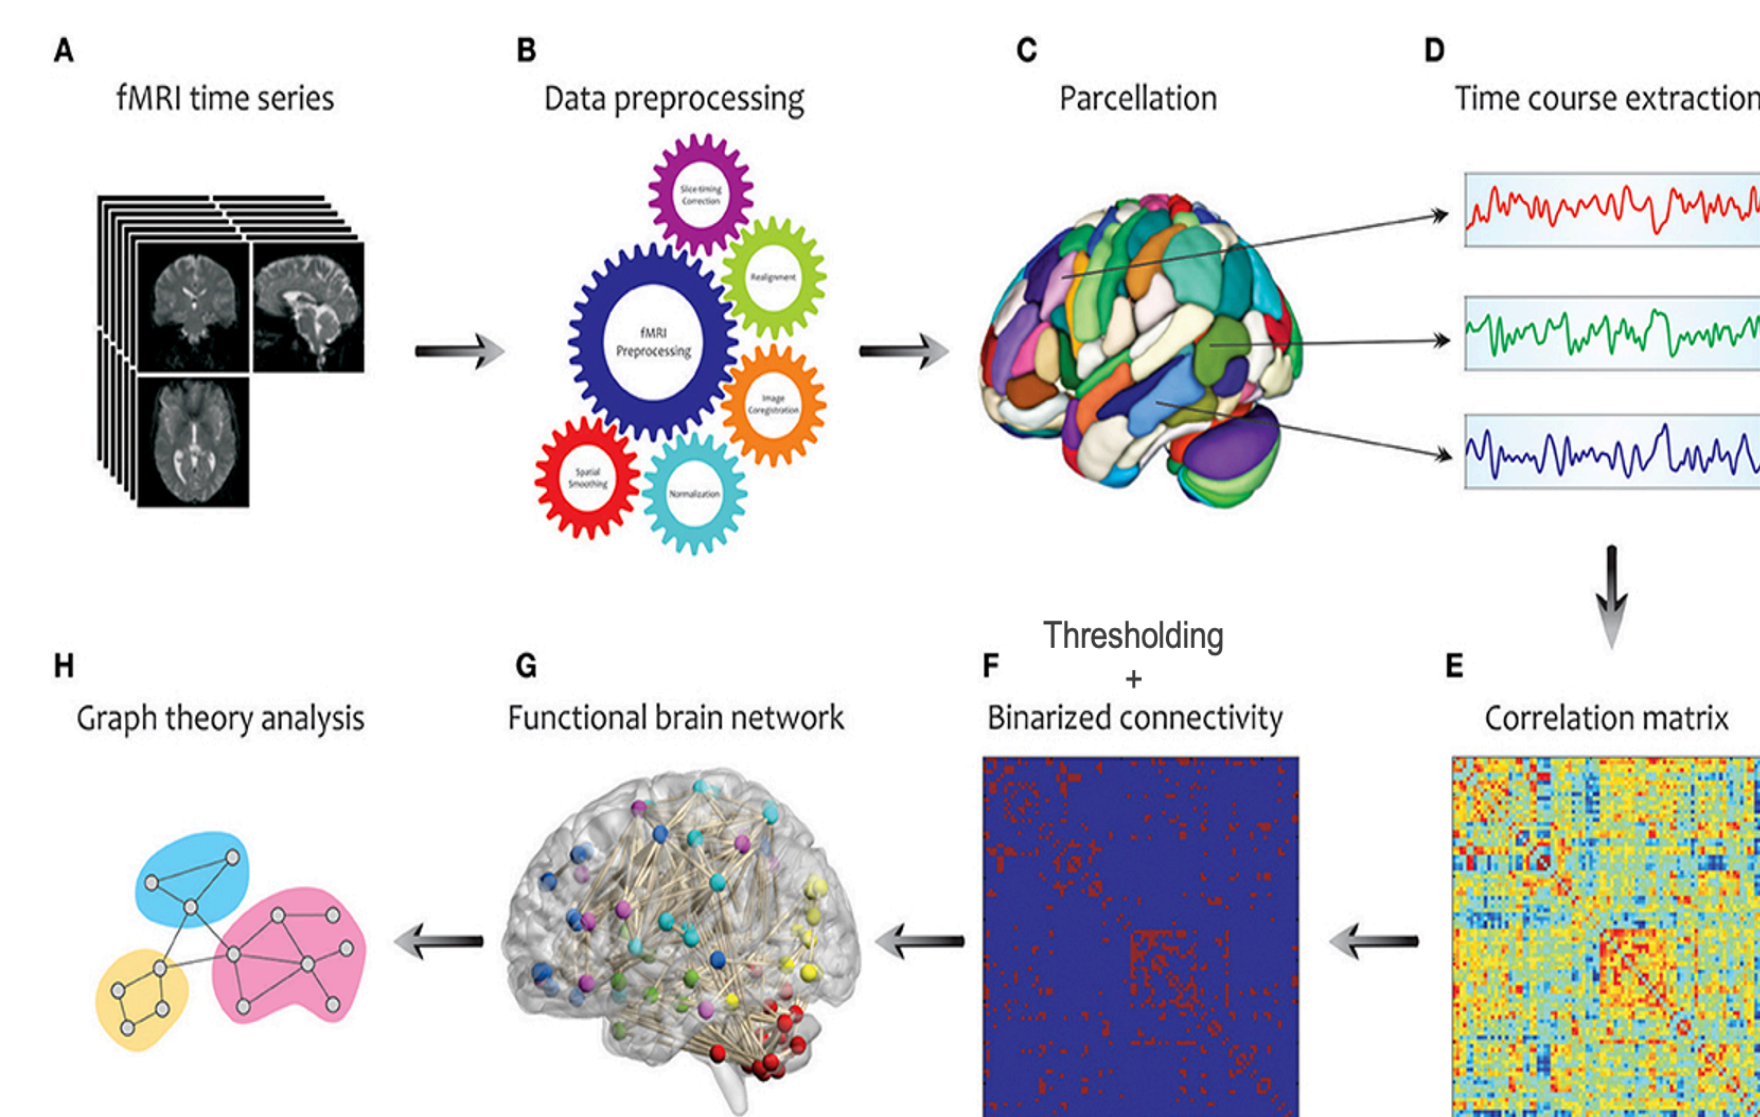 A
fMRI time series
B
Data preprocessing
Slice-timing
Correction
Realignment
fMRI
Preprocessing
Image
Coregistration
Spatial
Smoothing
Normalization
C
Parcellation
D
Time course extraction
E
Correlation matrix
F
Thresholding
+
Binarized connectivity
G
Functional brain network
H
Graph theory analysis